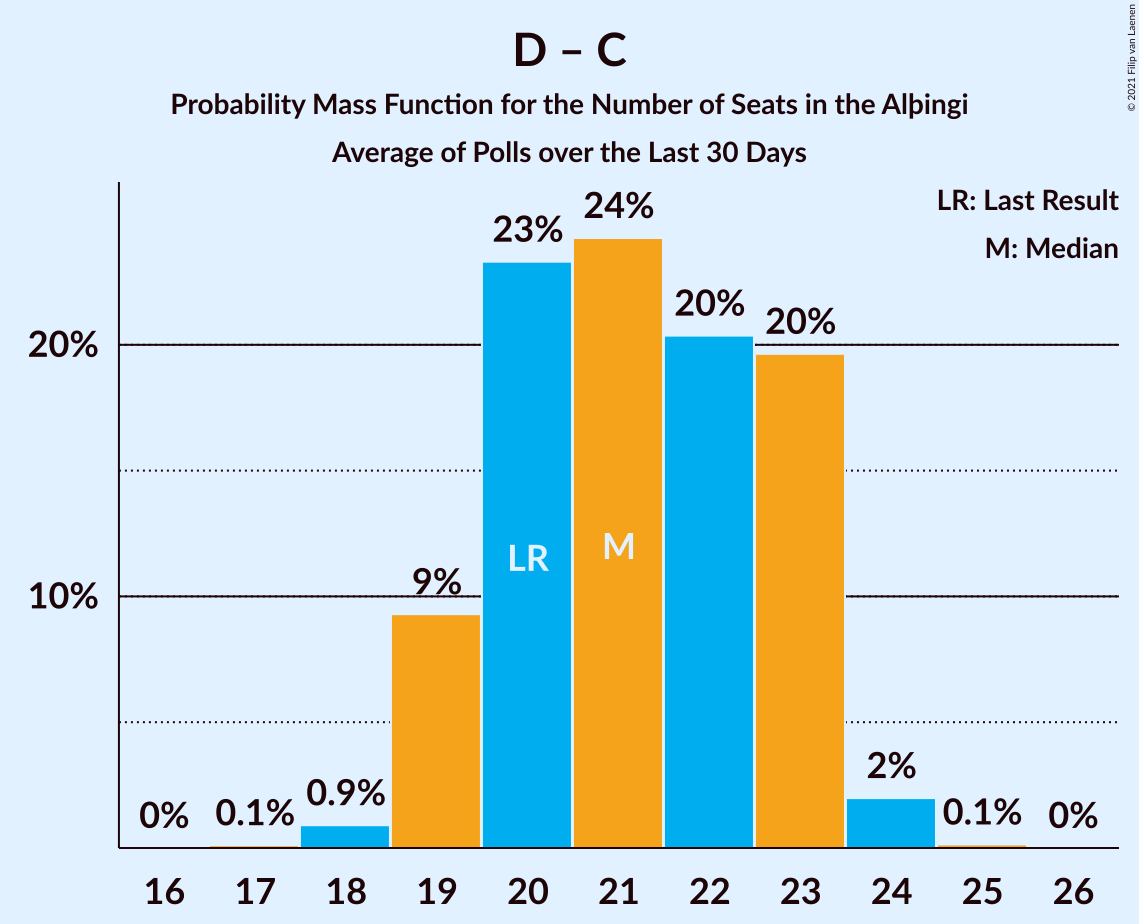 D – C
Probability Mass Function for the Number of Seats in the Alþingi
Average of Polls over the Last 30 Days
© 2021 Filip van Laenen
LR: Last Result
M: Median
20%
10%
0%
0.1%
0.9%
9%
23%
24%
20%
20%
2%
0.1%
0%
LR
M
16 17 18 19 20 21 22 23 24 25 26